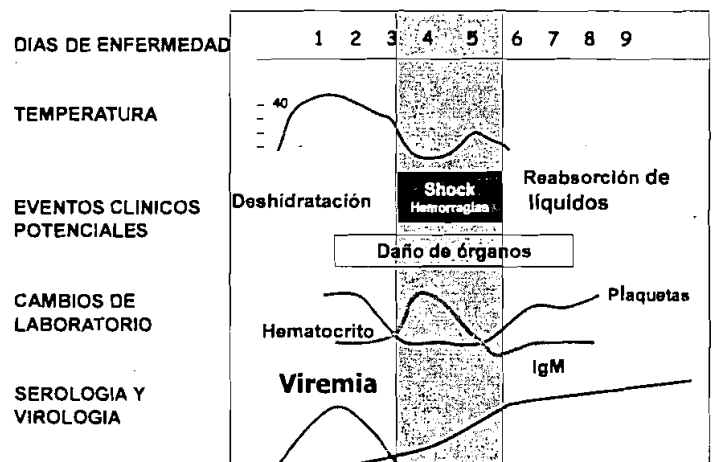 DIAS DE ENFERMEDAD 1 2 3 4 5 6 7 8 9
TEMPERATURA
40
EVENTOS CLINICOS
POTENCIALES
Deshidratación
Shock
Hemorragias
Reabsorción de
líquidos
Daño de órganos
CAMBIOS DE
LABORATORIO
Hematocrito
Plaquetas
SEROLOGIA Y
VIROLOGIA
Viremia
IgM